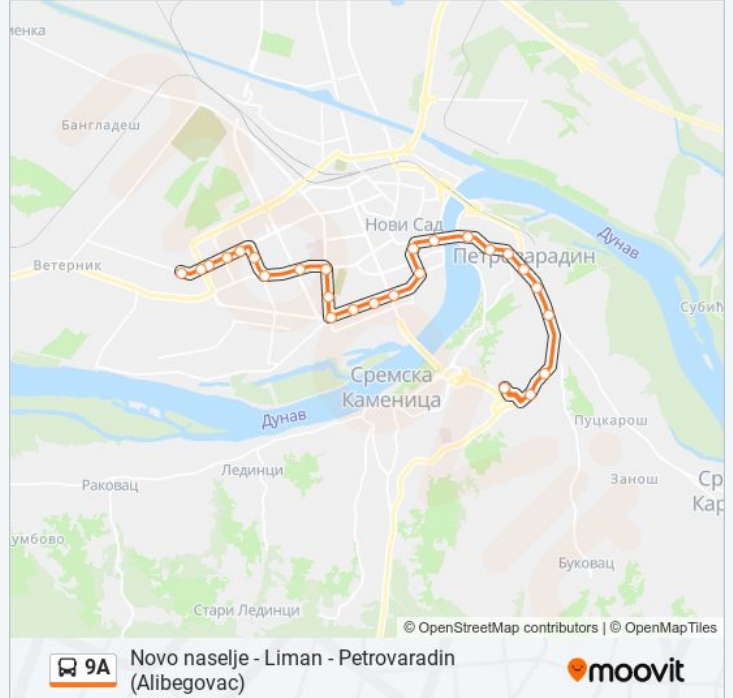 менка
Бангладеш
Нови Сад
Дунав
Петроварадин
Ветерник
Субић
Сремска
Каменица
Дунав
Пуцкарош
Лединци
Раковац
Занош
Ср
Кар
умбово
Буковац
Стари Лединци
© OpenStreetMap contributors | © OpenMapTiles
9A
Novo naselje - Liman - Petrovaradin
(Alibegovac)
moovit